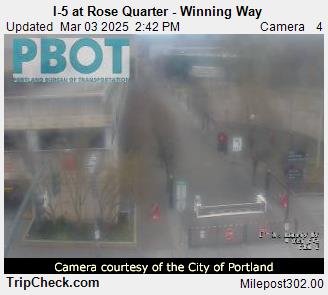 I-5 at Rose Quarter - Winning Way
Updated Mar 03 2025 2:42 PM Camera 4
PBOT
PORTLAND BUREAU OF TRANSPORTATION
Camera courtesy of the City of Portland
TripCheck.com Milepost302.00